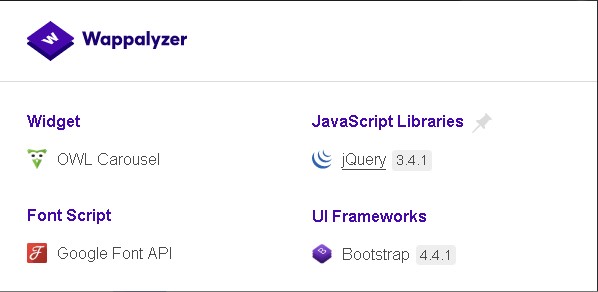 Wappalyzer
Widget
OWL Carousel
Font Script
Google Font API
JavaScript Libraries
jQuery 3.4.1
UI Frameworks
Bootstrap 4.4.1